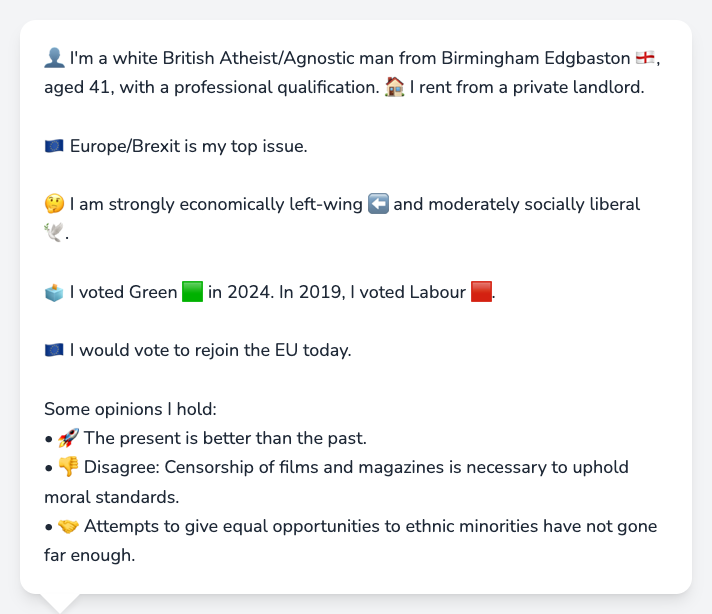 👤 I'm a white British Atheist/Agnostic man from Birmingham Edgbaston 🏴󠁧󠁢󠁥󠁮󠁧󠁿,
aged 41, with a professional qualification. 🏠 I rent from a private landlord.
🇪🇺 Europe/Brexit is my top issue.
🤔 I am strongly economically left-wing ⬅️ and moderately socially liberal
🕊️.
🗳️ I voted Green 🟩 in 2024. In 2019, I voted Labour 🟥.
🇪🇺 I would vote to rejoin the EU today.
Some opinions I hold:
• 🚀 The present is better than the past.
• 👎 Disagree: Censorship of films and magazines is necessary to uphold
moral standards.
• 🤝 Attempts to give equal opportunities to ethnic minorities have not gone
far enough.